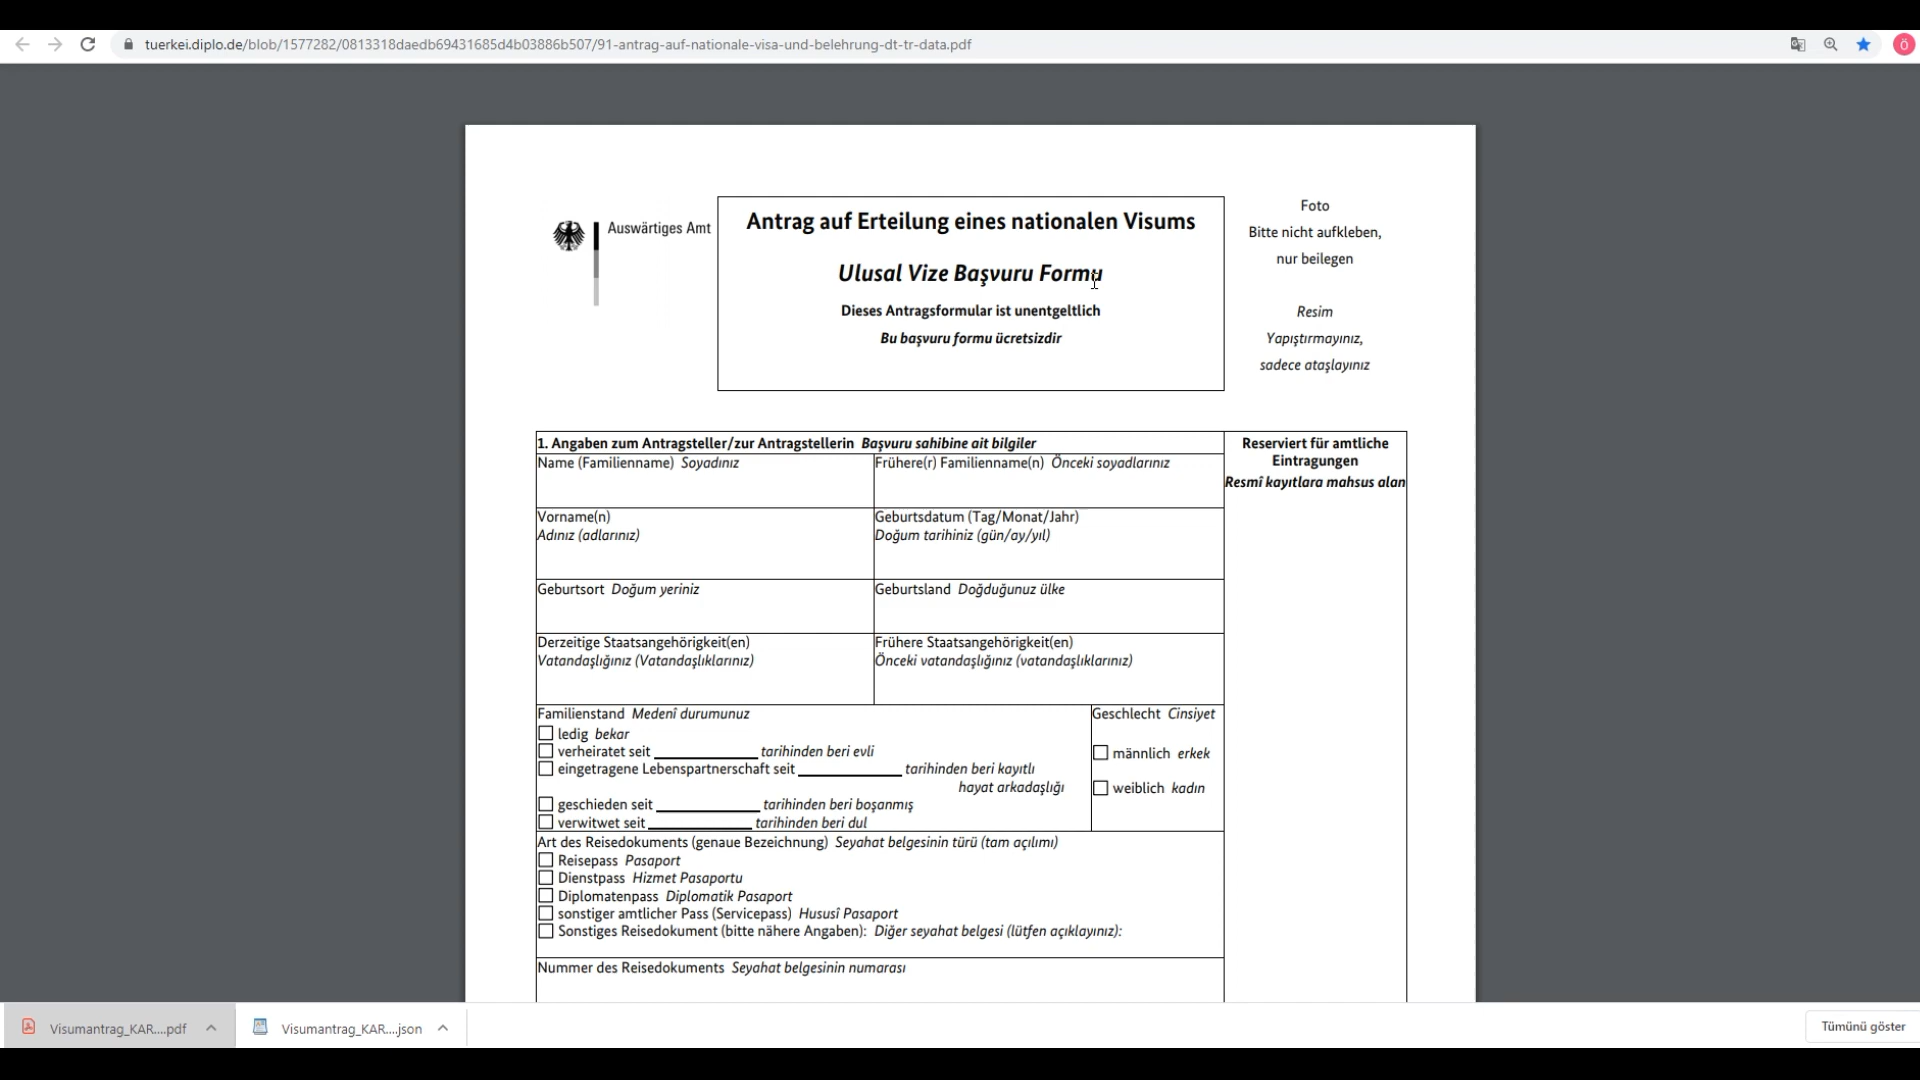 tuerkei.diplo.de/blob/1577282/0813318daedb69431685d4b03886b507/91-antrag-auf-nationale-visa-und-belehrung-dt-tr-data.pdf
Ö
Auswärtiges Amt
Antrag auf Erteilung eines nationalen Visums
Ulusal Vize Başvuru Formu
Dieses Antragsformular ist unentgeltlich
Bu başvuru formu ücretsizdir
Foto
Bitte nicht aufkleben,
nur beilegen
Resim
Yapıştırmayınız,
sadece ataşlayınız
1. Angaben zum Antragsteller/zur Antragstellerin Başvuru sahibine ait bilgiler
Reserviert für amtliche
Eintragungen
Resmî kayıtlara mahsus alan
Name (Familienname) Soyadınız
Frühere(r) Familienname(n) Önceki soyadlarınız
Vorname(n)
Adınız (adlarınız)
Geburtsdatum (Tag/Monat/Jahr)
Doğum tarihiniz (gün/ay/yıl)
Geburtsort Doğum yeriniz
Geburtsland Doğduğunuz ülke
Derzeitige Staatsangehörigkeit(en)
Vatandaşlığınız (Vatandaşlıklarınız)
Frühere Staatsangehörigkeit(en)
Önceki vatandaşlığınız (vatandaşlıklarınız)
Familienstand Medenî durumunuz
ledig bekar
verheiratet seit ____________ tarihinden beri evli
eingetragene Lebenspartnerschaft seit ____________ tarihinden beri kayıtlı
hayat arkadaşlığı
geschieden seit ____________ tarihinden beri boşanmış
verwitwet seit ____________ tarihinden beri dul
Geschlecht Cinsiyet
männlich erkek
weiblich kadın
Art des Reisedokuments (genaue Bezeichnung) Seyahat belgesinin türü (tam açılımı)
Reisepass Pasaport
Dienstpass Hizmet Pasaportu
Diplomatenpass Diplomatik Pasaport
sonstiger amtlicher Pass (Servicepass) Hususî Pasaport
Sonstiges Reisedokument (bitte nähere Angaben): Diğer seyahat belgesi (lütfen açıklayınız):
Nummer des Reisedokuments Seyahat belgesinin numarası
Visumantrag_KAR....pdf
Visumantrag_KAR....json
Tümünü göster